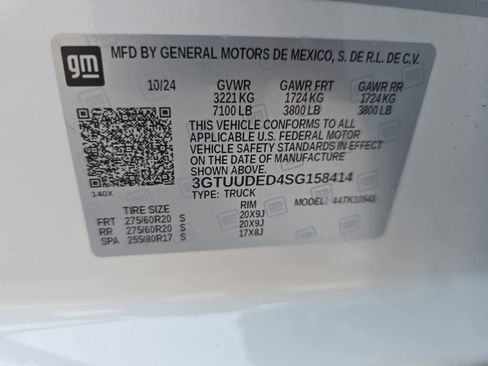 gm
MFD BY GENERAL MOTORS DE MEXICO, S. DE R.L. DE C.V.
10/24 GVWR GAWR FRT GAWR RR
3221 KG 1724 KG 1724 KG
7100 LB 3800 LB 3800 LB
THIS VEHICLE CONFORMS TO ALL
APPLICABLE U.S. FEDERAL MOTOR
VEHICLE SAFETY STANDARDS IN EFFECT
ON THE DATE OF MANUFACTURE
SHOWN ABOVE.
3GTUUDED4SG158414
140X TYPE: TRUCK MODEL: 44TK10543
TIRE SIZE RIM
FRT 275/60R20 S 20X9J
RR 275/60R20 S 20X9J
SPA 255/80R17 S 17X8J